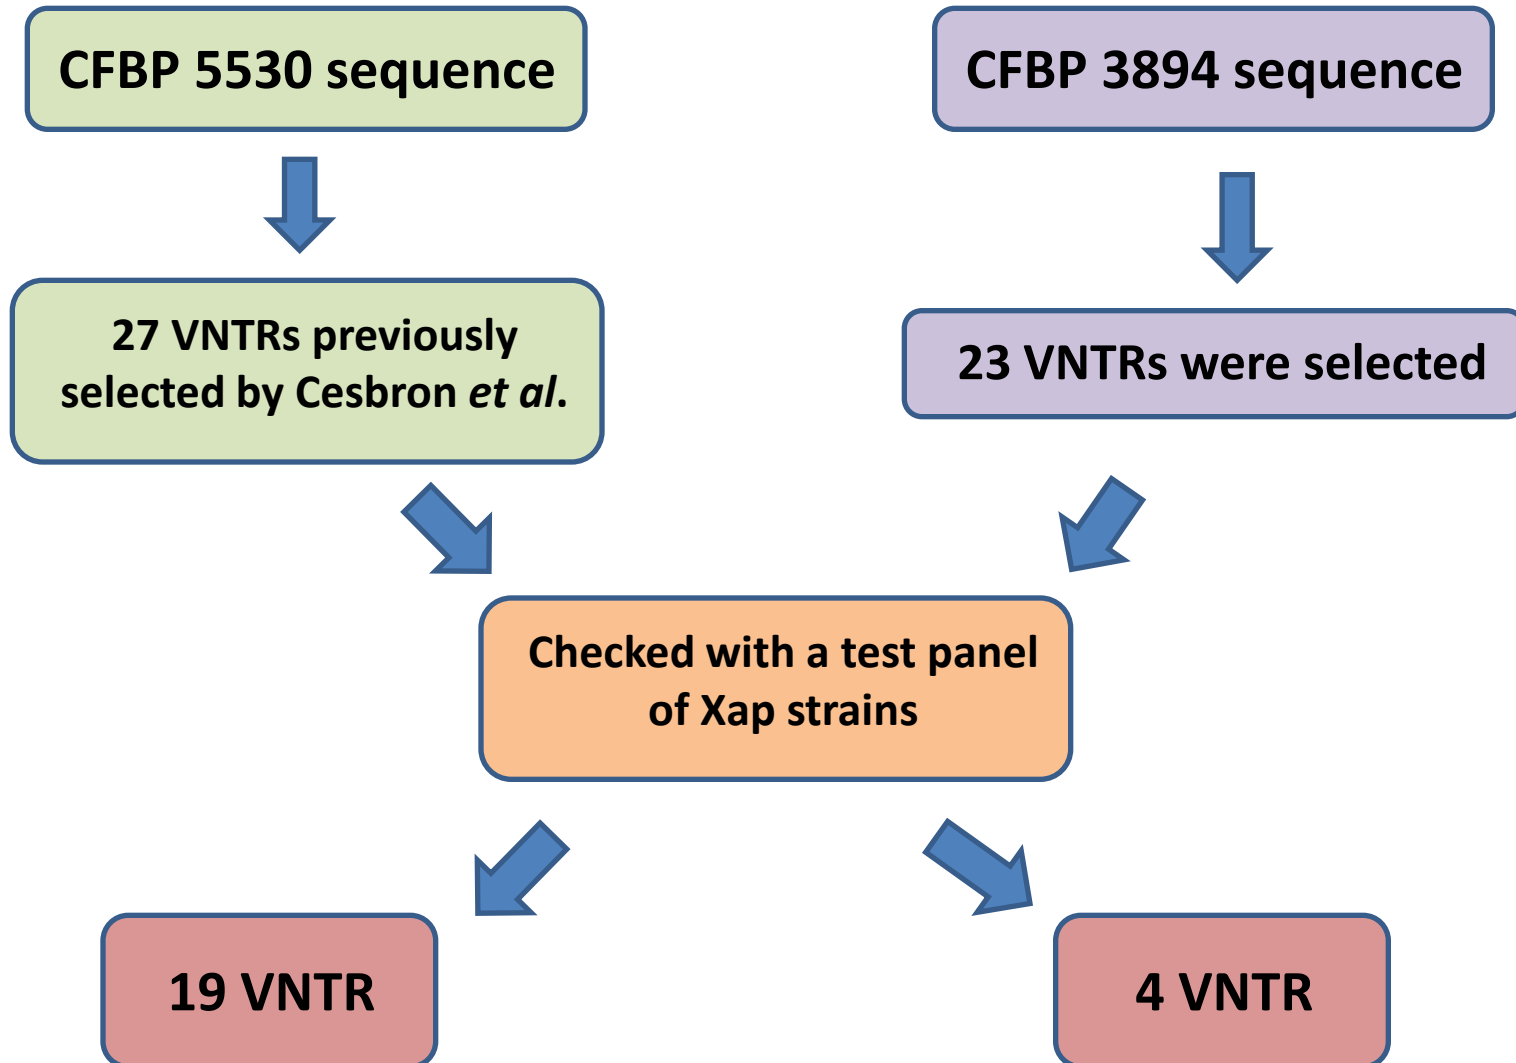 CFBP 5530 sequence
CFBP 3894 sequence
27 VNTRs previously
selected by Cesbron et al.
23 VNTRs were selected
Checked with a test panel
of Xap strains
19 VNTR
4 VNTR